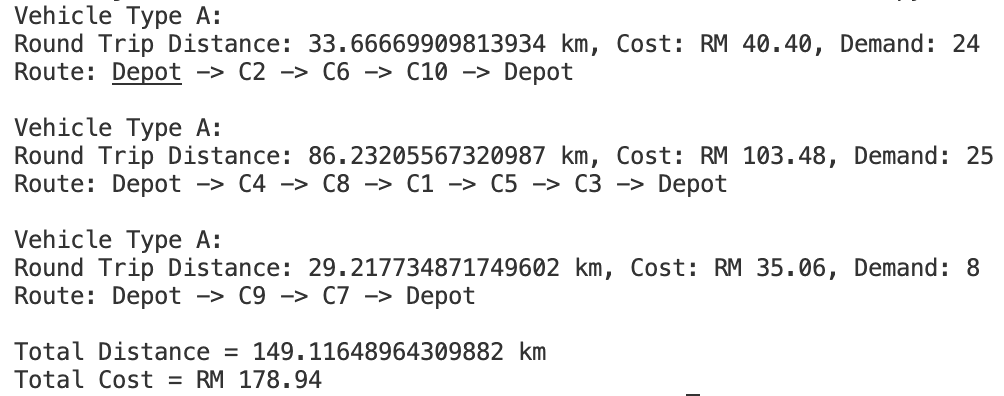 Vehicle Type A:
Round Trip Distance: 33.66669909813934 km, Cost: RM 40.40, Demand: 24
Route: Depot -> C2 -> C6 -> C10 -> Depot
Vehicle Type A:
Round Trip Distance: 86.23205567320987 km, Cost: RM 103.48, Demand: 25
Route: Depot -> C4 -> C8 -> C1 -> C5 -> C3 -> Depot
Vehicle Type A:
Round Trip Distance: 29.217734871749602 km, Cost: RM 35.06, Demand: 8
Route: Depot -> C9 -> C7 -> Depot
Total Distance = 149.11648964309882 km
Total Cost = RM 178.94